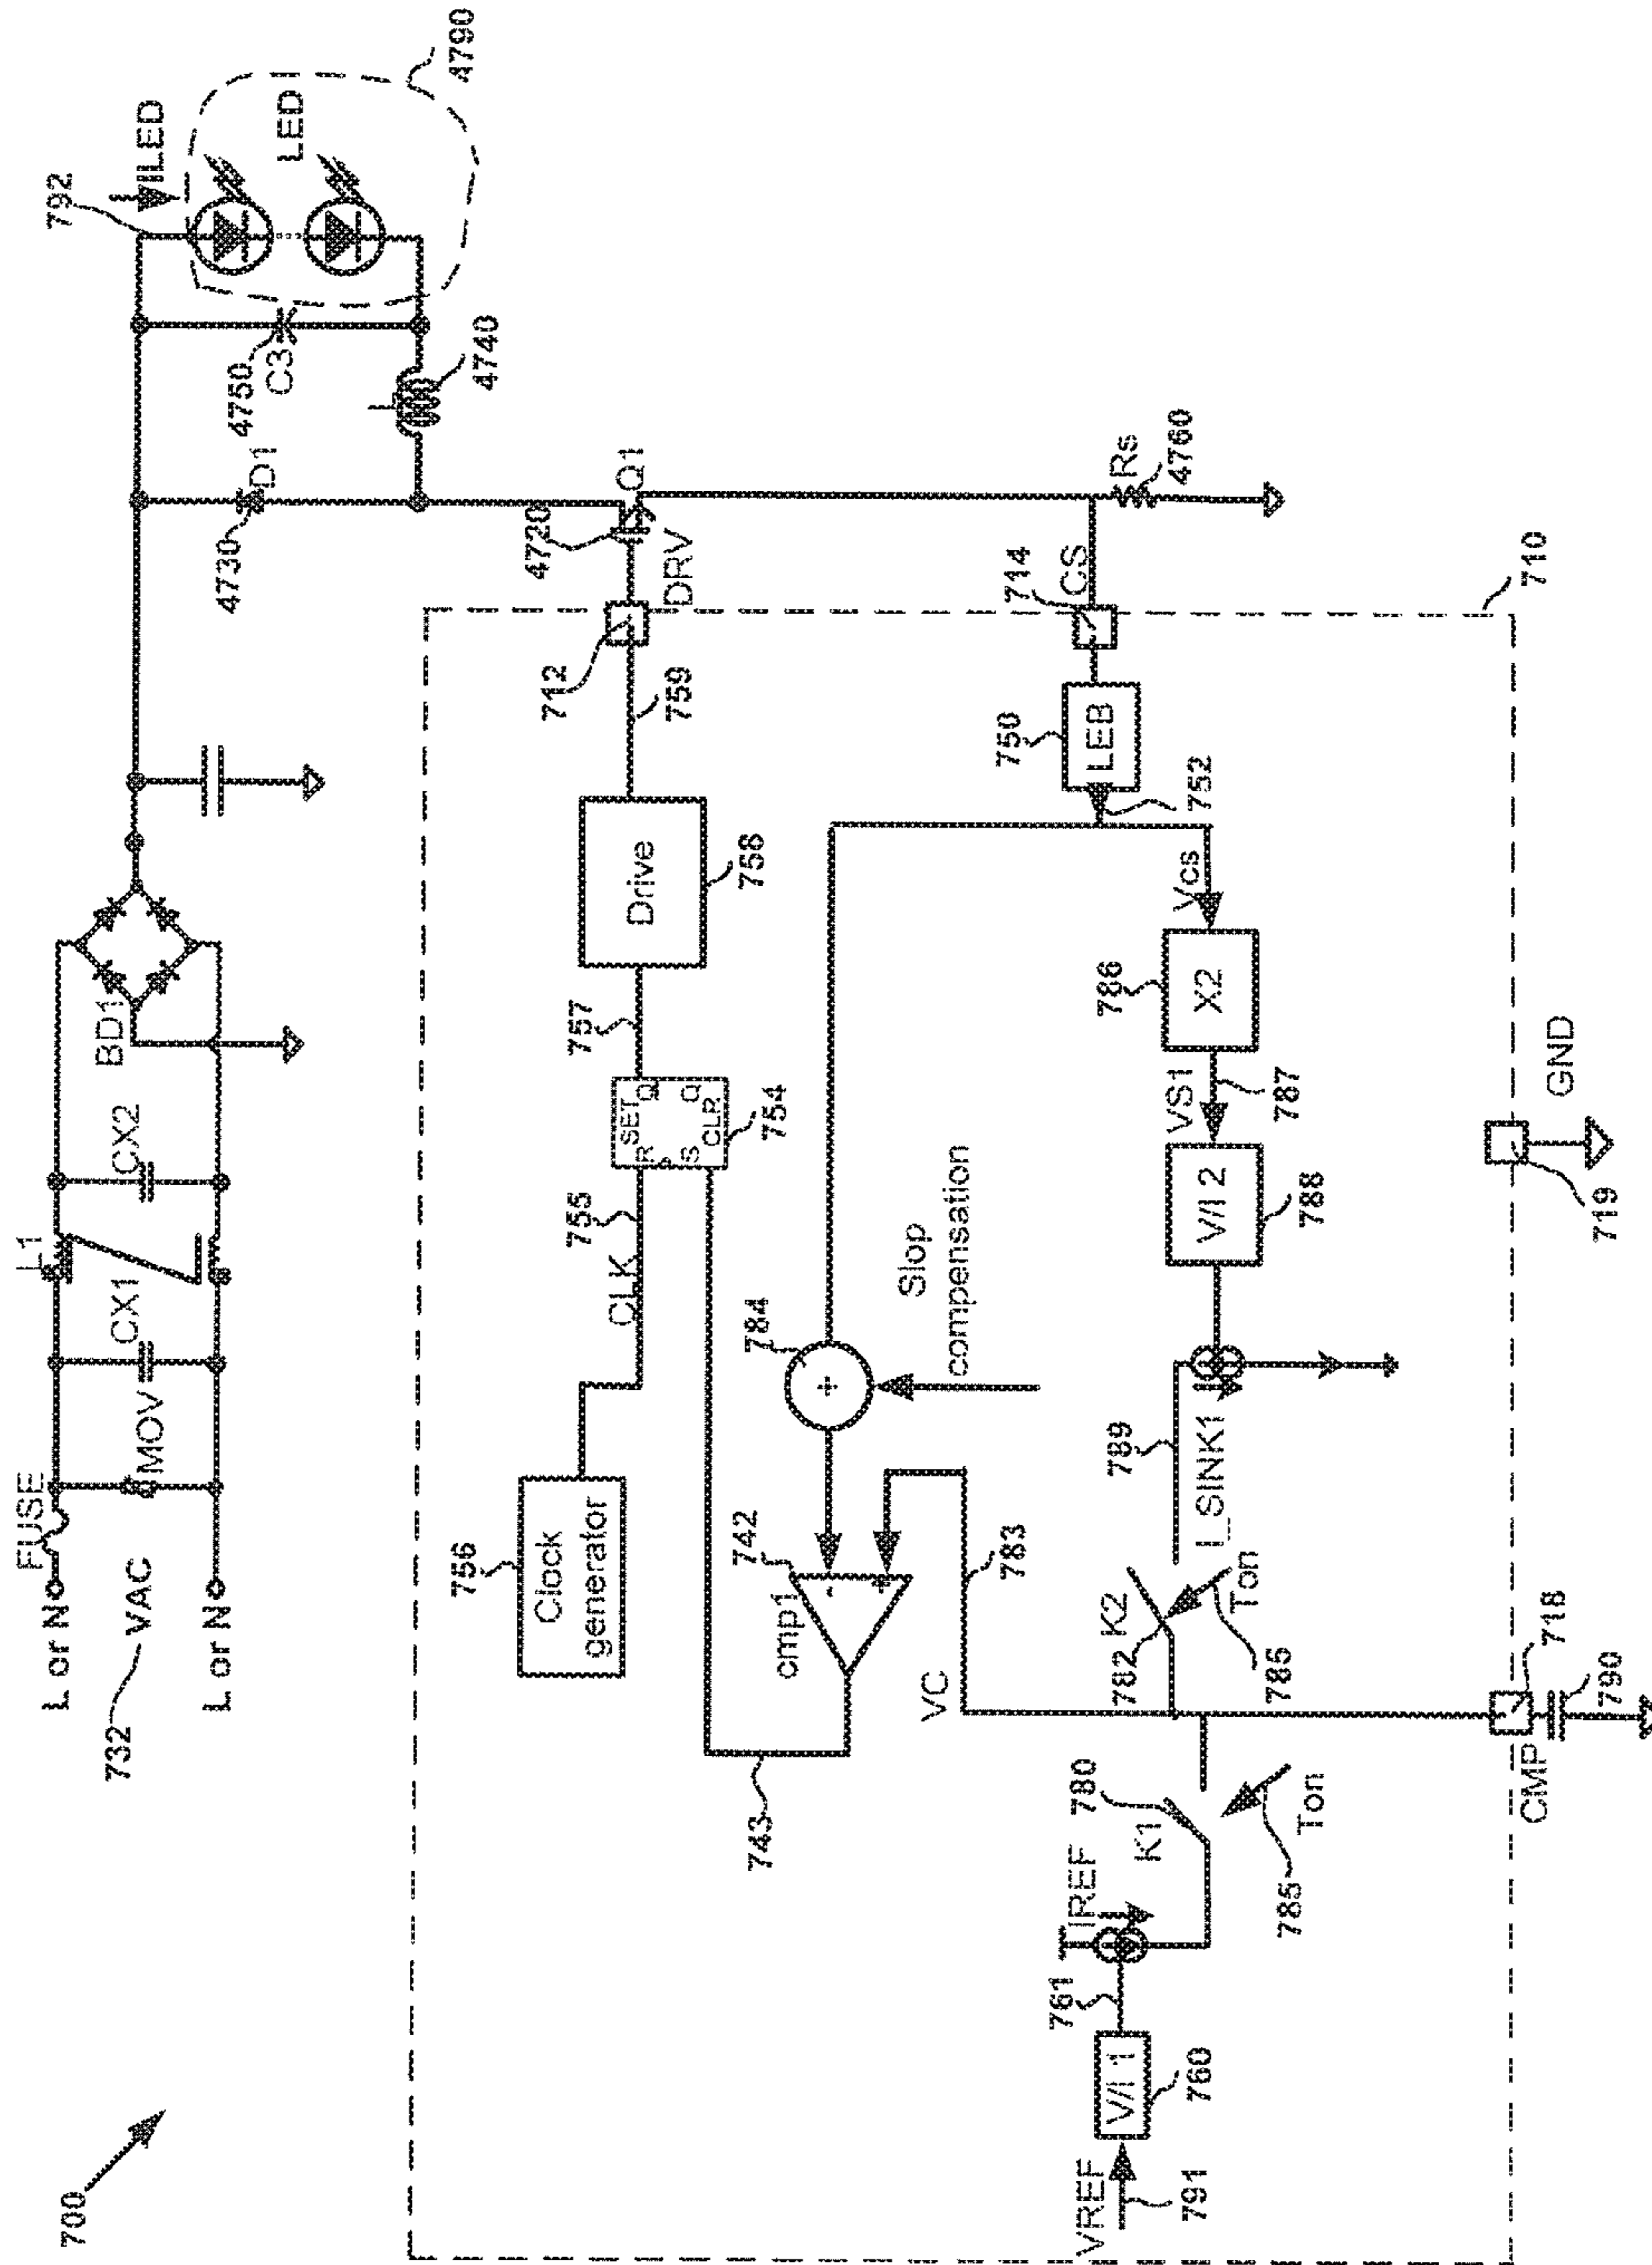 700
732
VAC
L or N
L or N
FUSE
MOV
CX1
L1
CX2
BD1
4730
D1
4750
C3
4740
792
ILED
LED
4790
4720
Q1
DRV
712
759
Drive
758
757
SET
R
Q
S
Q
CLR
754
755
CLK
756
Clock
generator
743
cmp1
742
-
+
784
+
Slop
compensation
VC
783
714
CS
Rs
4760
710
750
LEB
752
Vcs
786
X2
VS1
787
V/I 2
788
789
I_SINK1
K2
782
Ton
785
780
K1
Ton
785
IREF
761
V/I 1
760
VREF
791
CMP
718
790
719
GND